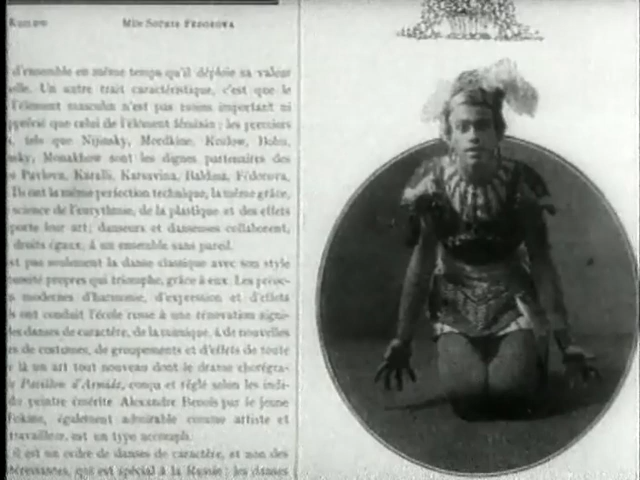 Mlle Sophie Fedorova
d'ensemble en même temps qu'il déploie sa valeur
elle. Un autre trait caractéristique, c'est que le
l'élément masculin n'est pas moins important ni
apprécié que celui de l'élément féminin; les premiers
tels que Nijinsky, Mordkine, Koslow, Bolm,
sky, Monakhow sont les dignes partenaires des
Pavlova, Karalli, Karsavina, Baldina, Fédorova,
Ils ont la même perfection technique, la même grâce,
science de l'eurythmie, de la plastique et des effets
porte leur art; danseurs et danseuses collaborent,
droits égaux, à un ensemble sans pareil.
st pas seulement la danse classique avec son style
propres qui triomphe, grâce à eux. Les préoc-
s modernes d'harmonie, d'expression et d'effets
s ont conduit l'école russe à une rénovation signi-
des danses de caractère, de la mimique, à de nouvelles
es de costumes, de groupements et d'effets de toute
là un art tout nouveau dont le drame chorégra-
e Pavillon d'Armide, conçu et réglé selon les indi-
du peintre émérite Alexandre Benois par le jeune
Fokine, également admirable comme artiste et
travailleur, est un type accompli.
il est un ordre de danses de caractère, et non des
téressantes, qui est spécial à la Russie; les danses